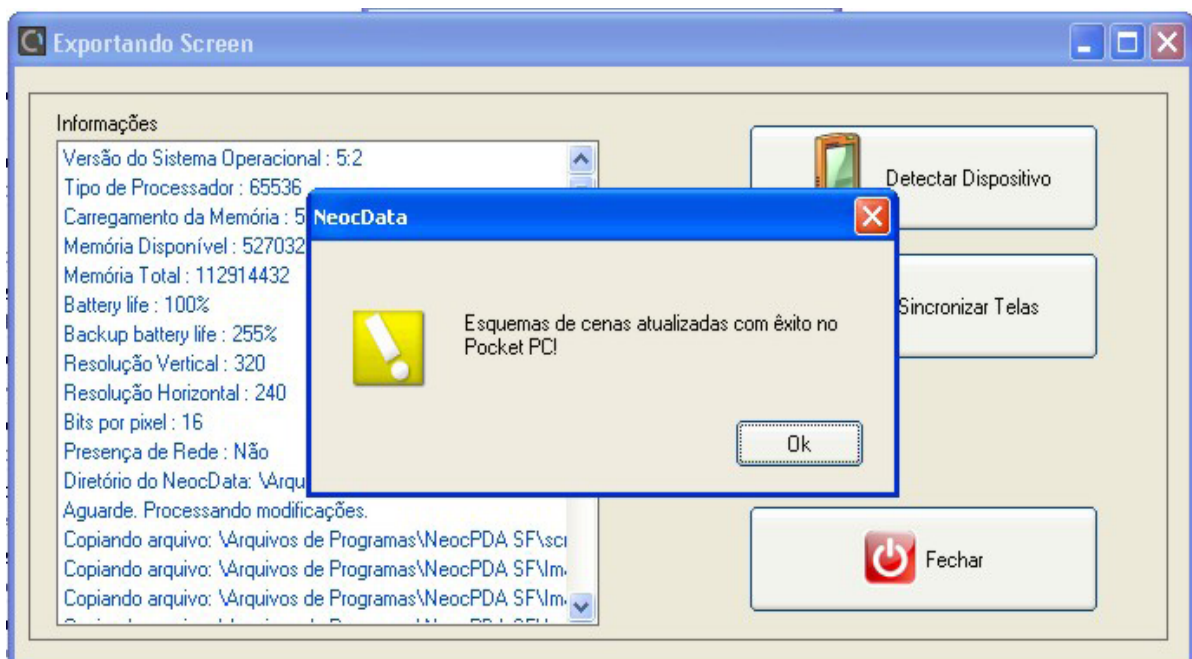 Exportando Screen
Informações
Versão do Sistema Operacional : 5:2
Tipo de Processador : 65536
Carregamento da Memória : 5
Memória Disponível : 527032
Memória Total : 112914432
Battery life : 100%
Backup battery life : 255%
Resolução Vertical : 320
Resolução Horizontal : 240
Bits por pixel : 16
Presença de Rede : Não
Diretório do NeocData: \Arqu
Aguarde. Processando modificações.
Copiando arquivo: \Arquivos de Programas\NeocPDA SF\scr
Copiando arquivo: \Arquivos de Programas\NeocPDA SF\Im
Copiando arquivo: \Arquivos de Programas\NeocPDA SF\Im
NeocData
Esquemas de cenas atualizadas com êxito no
Pocket PC!
Ok
Detectar Dispositivo
Sincronizar Telas
Fechar